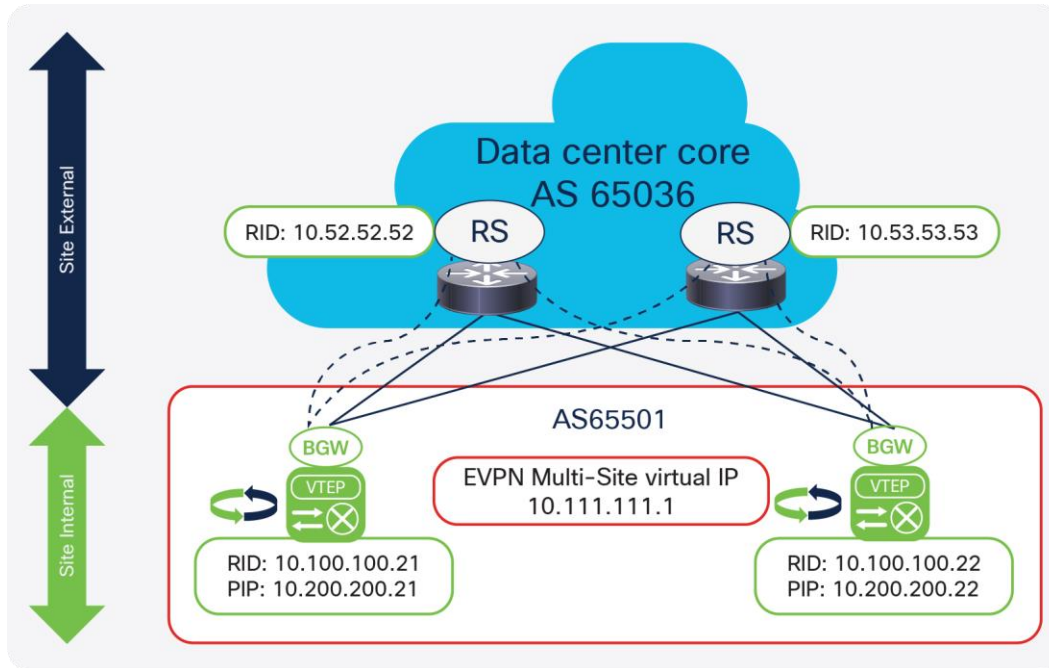 Site External
Data center core
AS 65036
RID: 10.52.52.52
RS
RS
RID: 10.53.53.53
Site Internal
AS65501
BGW
VTEP
EVPN Multi-Site virtual IP
10.111.111.1
BGW
VTEP
RID: 10.100.100.21
PIP: 10.200.200.21
RID: 10.100.100.22
PIP: 10.200.200.22